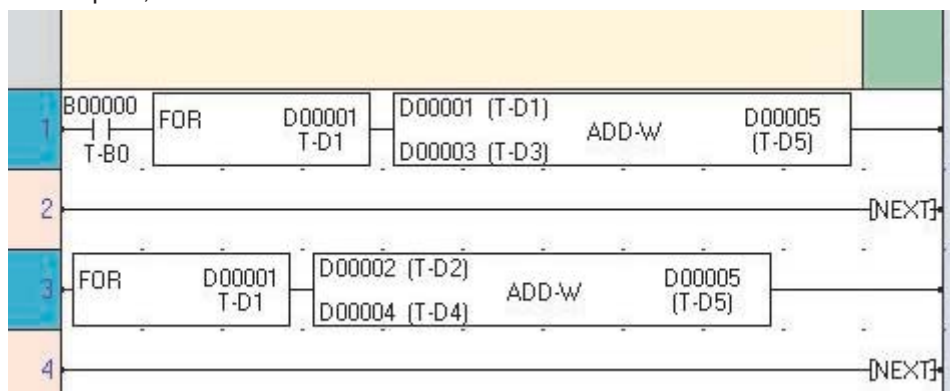 B00000 FOR D00001 D00001 (T-D1) ADD-W D00005
1 T-B0 T-D1 D00003 (T-D3) (T-D5)
2 [NEXT]
3 FOR D00001 D00002 (T-D2) ADD-W D00005
T-D1 D00004 (T-D4) (T-D5)
4 [NEXT]